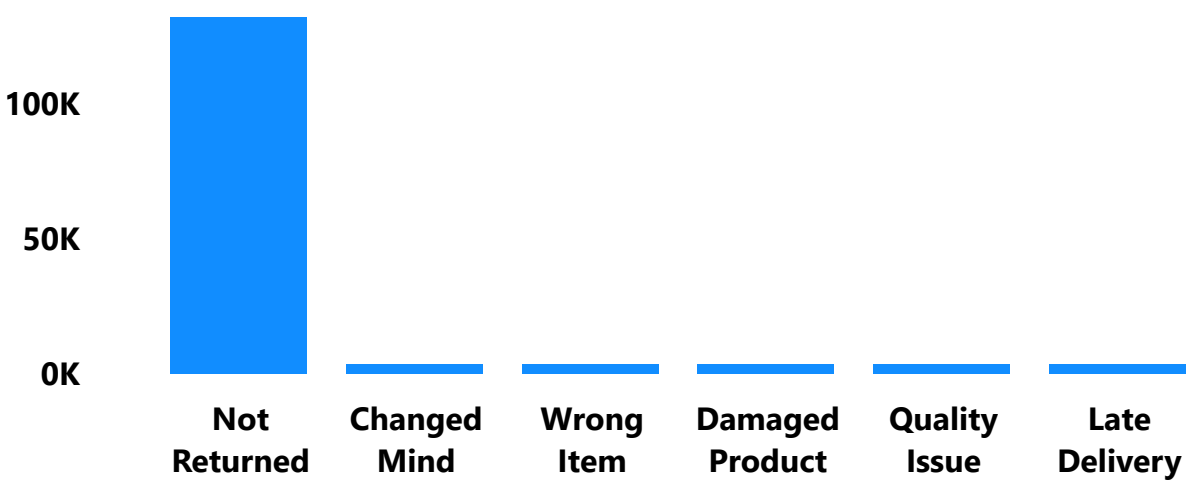 100K
50K
0K
Not Returned
Changed Mind
Wrong Item
Damaged Product
Quality Issue
Late Delivery